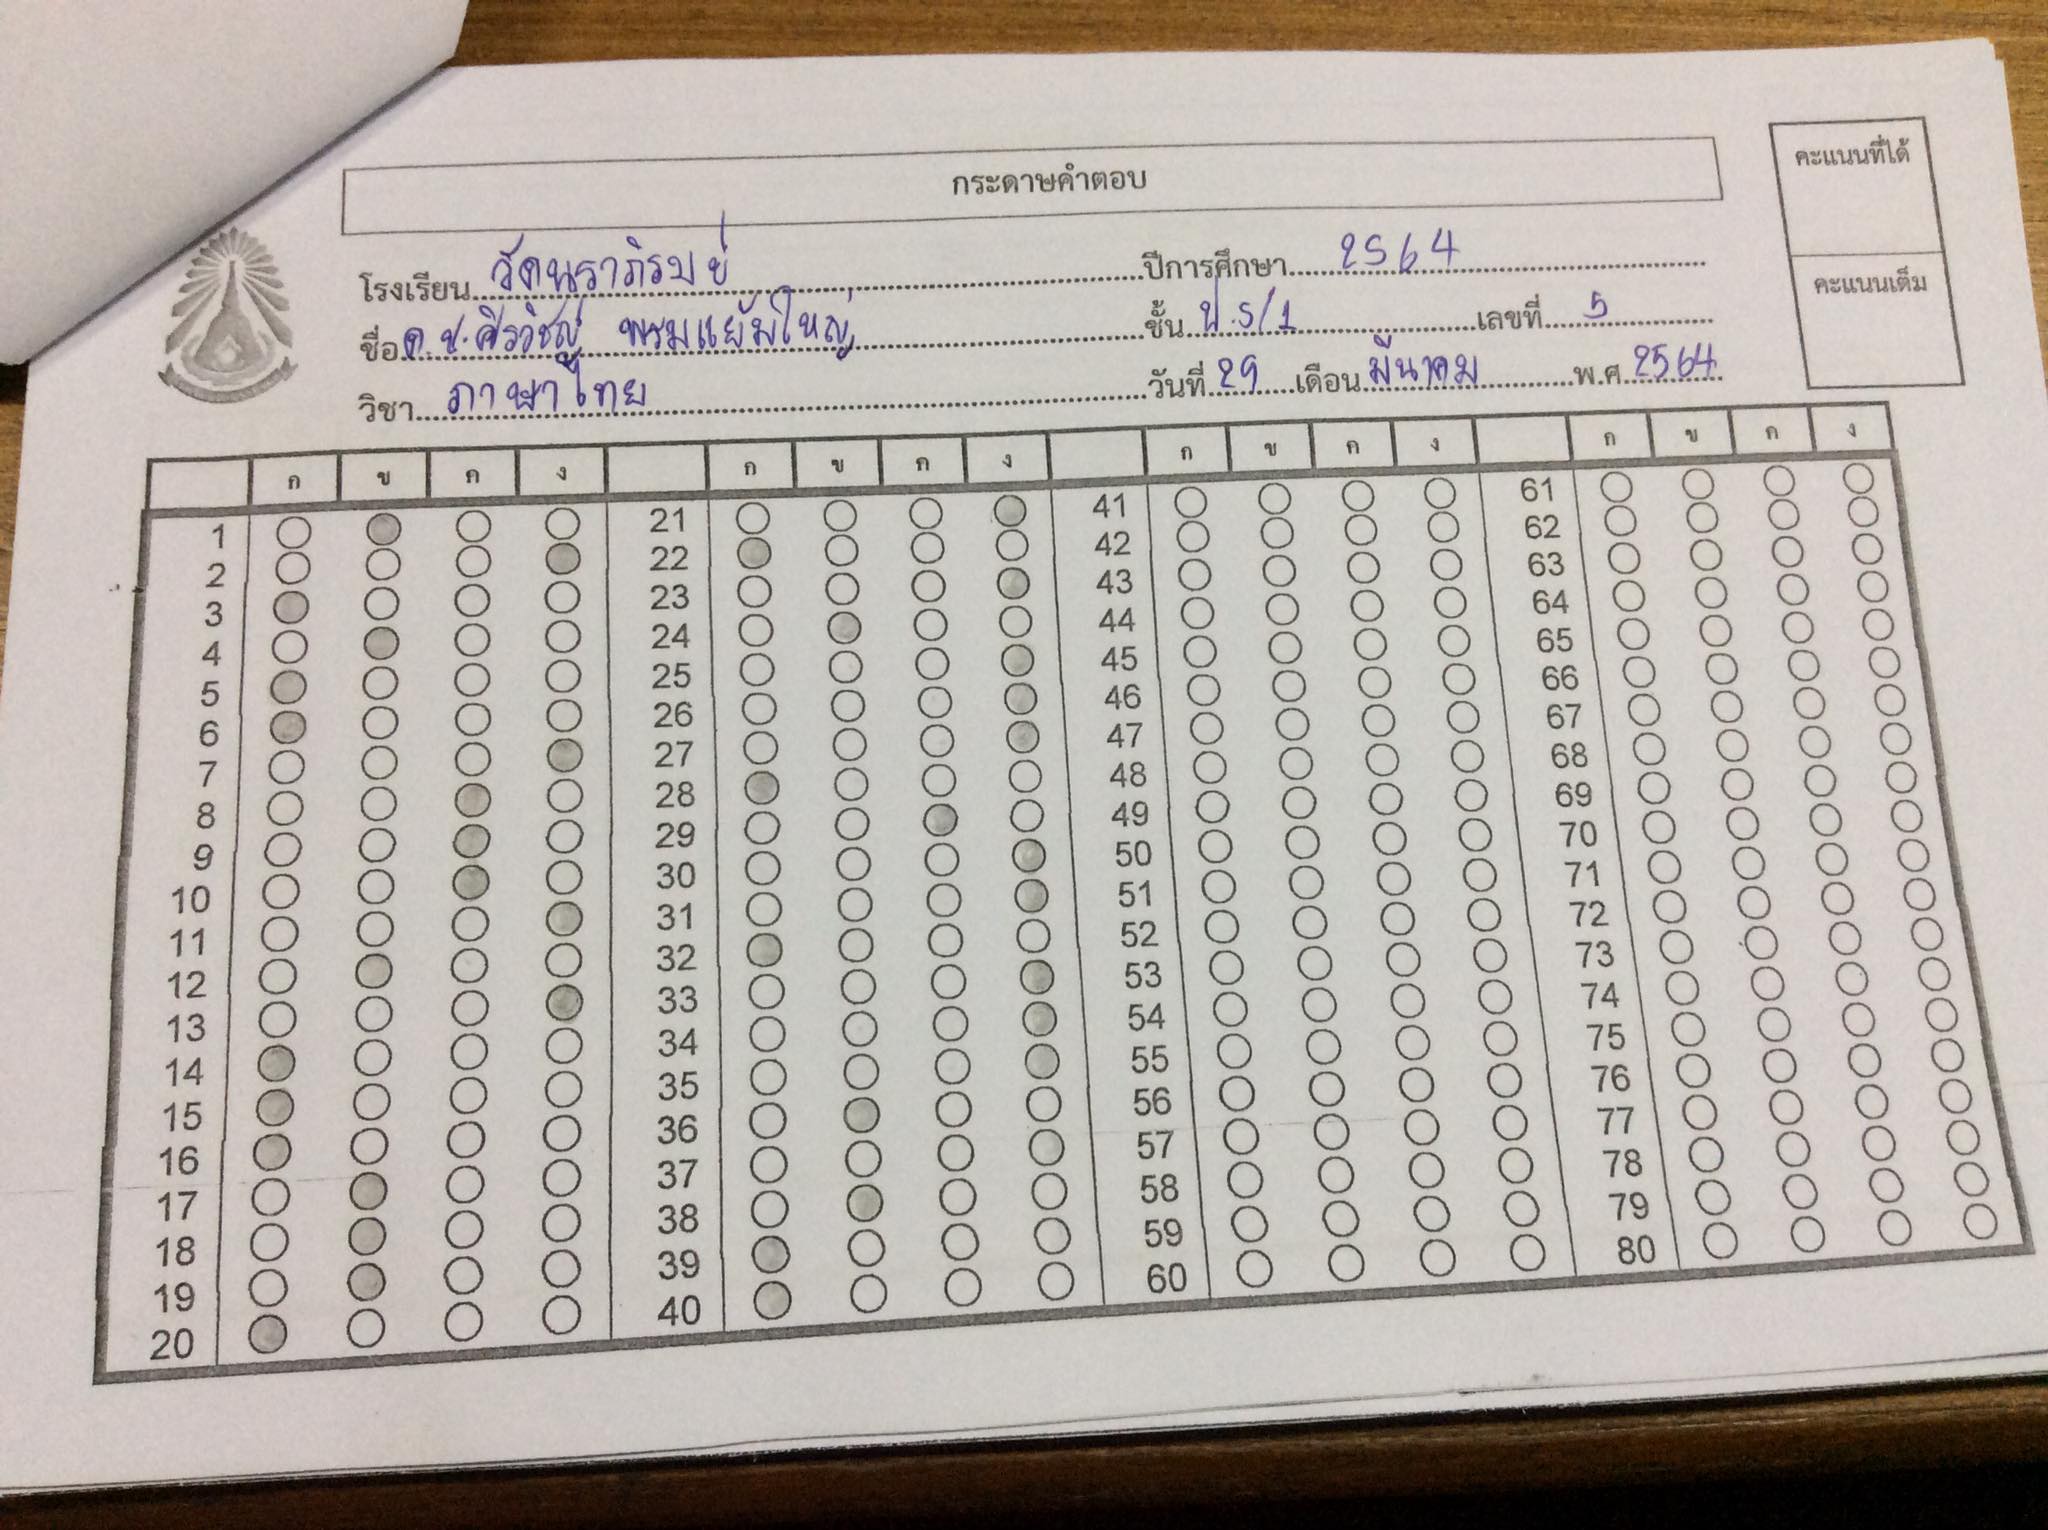 กระดาษคำตอบ
คะแนนที่ได้
คะแนนเต็ม
โรงเรียน วัดนราภิรมย์ ปีการศึกษา 2564
ชื่อ ด.ช.ศิรวิชญ์ พรมแย้มใหญ่ ชั้น ป.5/1 เลขที่ 5
วิชา ภาษาไทย วันที่ 29 เดือน มีนาคม พ.ศ 2564
ก ข ค ง ก ข ค ง ก ข ค ง ก ข ค ง
1 21 41 61
2 22 42 62
3 23 43 63
4 24 44 64
5 25 45 65
6 26 46 66
7 27 47 67
8 28 48 68
9 29 49 69
10 30 50 70
11 31 51 71
12 32 52 72
13 33 53 73
14 34 54 74
15 35 55 75
16 36 56 76
17 37 57 77
18 38 58 78
19 39 59 79
20 40 60 80